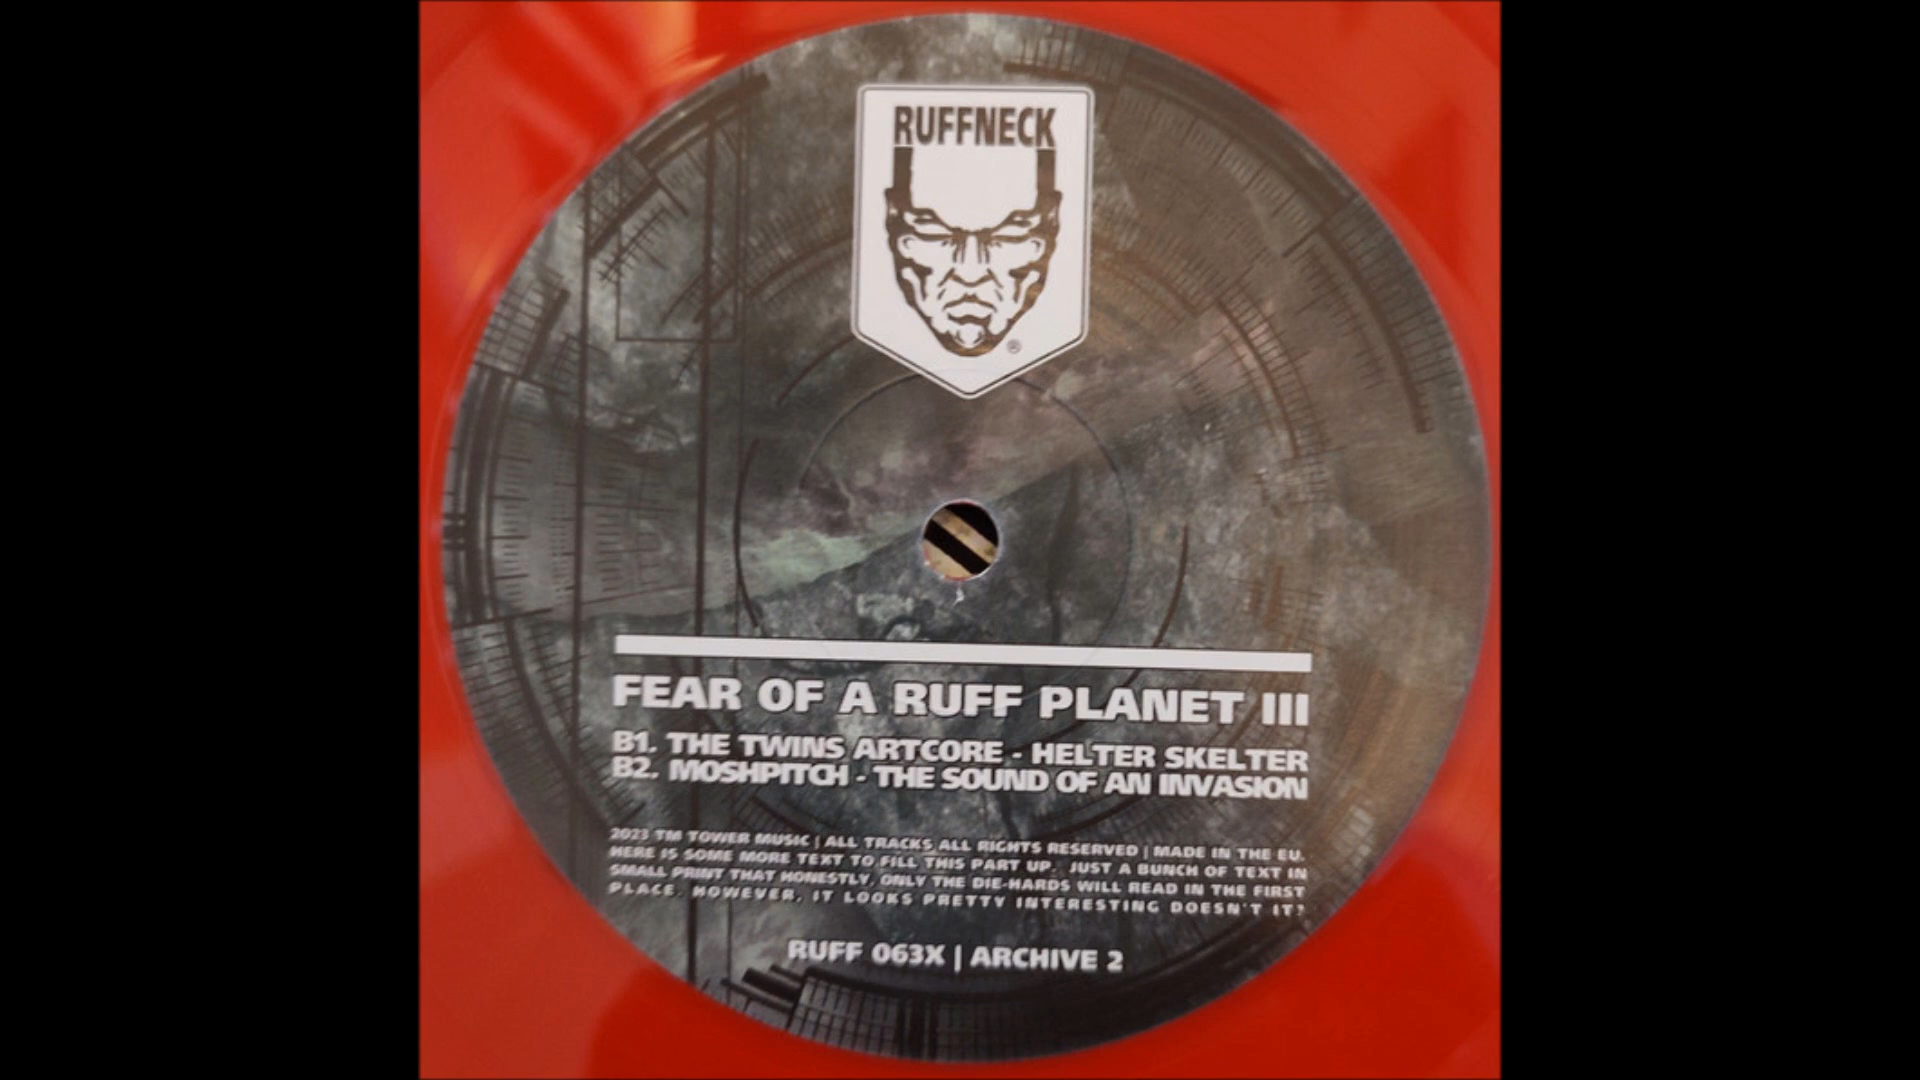 RUFFNECK
®
FEAR OF A RUFF PLANET III
B1. THE TWINS ARTCORE - HELTER SKELTER
B2. MOSHPITCH - THE SOUND OF AN INVASION
2023 TM TOWER MUSIC | ALL TRACKS ALL RIGHTS RESERVED | MADE IN THE EU.
HERE IS SOME MORE TEXT TO FILL THIS PART UP. JUST A BUNCH OF TEXT IN
SMALL PRINT THAT HONESTLY, ONLY THE DIE-HARDS WILL READ IN THE FIRST
PLACE. HOWEVER, IT LOOKS PRETTY INTERESTING DOESN'T IT?
RUFF 063X | ARCHIVE 2